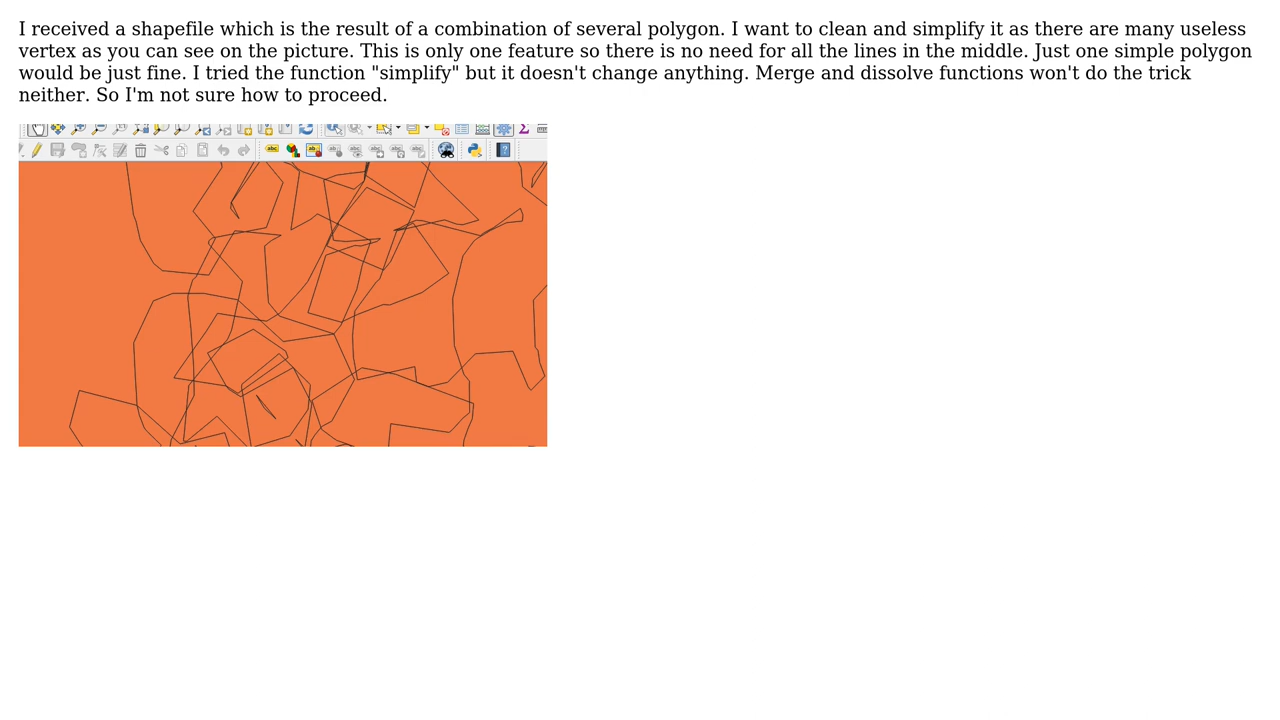 I received a shapefile which is the result of a combination of several polygon. I want to clean and simplify it as there are many useless
vertex as you can see on the picture. This is only one feature so there is no need for all the lines in the middle. Just one simple polygon
would be just fine. I tried the function "simplify" but it doesn't change anything. Merge and dissolve functions won't do the trick
neither. So I'm not sure how to proceed.